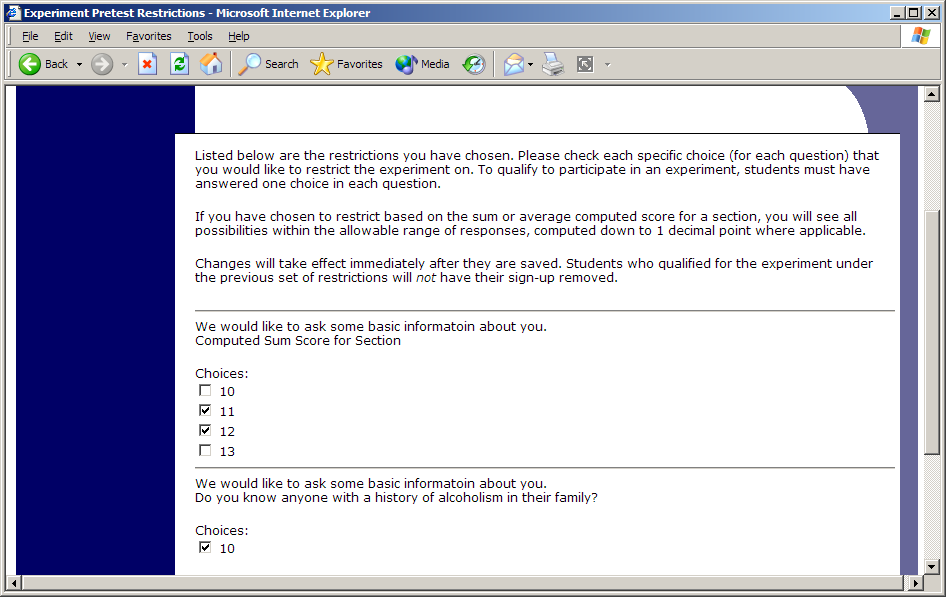 Experiment Pretest Restrictions - Microsoft Internet Explorer
File Edit View Favorites Tools Help
Back Search Favorites Media
Listed below are the restrictions you have chosen. Please check each specific choice (for each question) that
you would like to restrict the experiment on. To qualify to participate in an experiment, students must have
answered one choice in each question.
If you have chosen to restrict based on the sum or average computed score for a section, you will see all
possibilities within the allowable range of responses, computed down to 1 decimal point where applicable.
Changes will take effect immediately after they are saved. Students who qualified for the experiment under
the previous set of restrictions will not have their sign-up removed.
We would like to ask some basic informatoin about you.
Computed Sum Score for Section
Choices:
10
11
12
13
We would like to ask some basic informatoin about you.
Do you know anyone with a history of alcoholism in their family?
Choices:
10